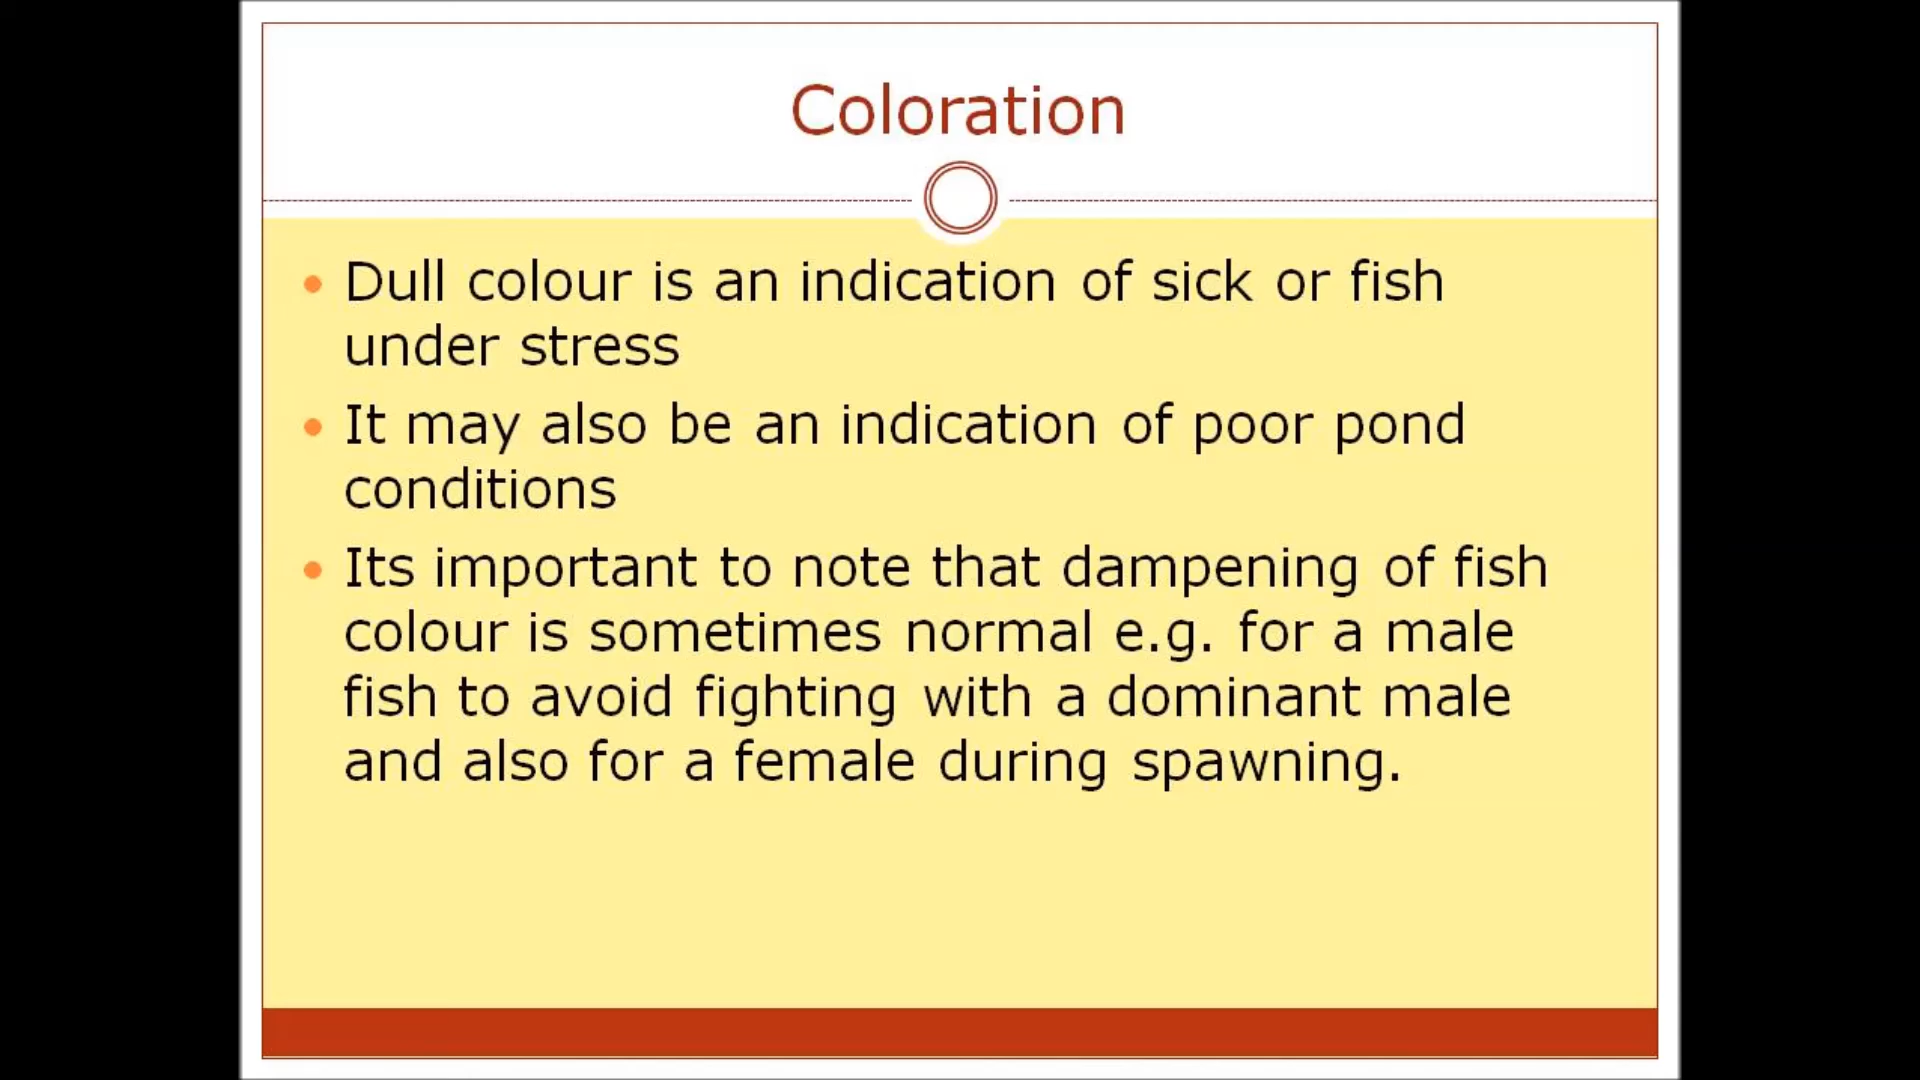 Coloration
Dull colour is an indication of sick or fish
under stress
It may also be an indication of poor pond
conditions
Its important to note that dampening of fish
colour is sometimes normal e.g. for a male
fish to avoid fighting with a dominant male
and also for a female during spawning.